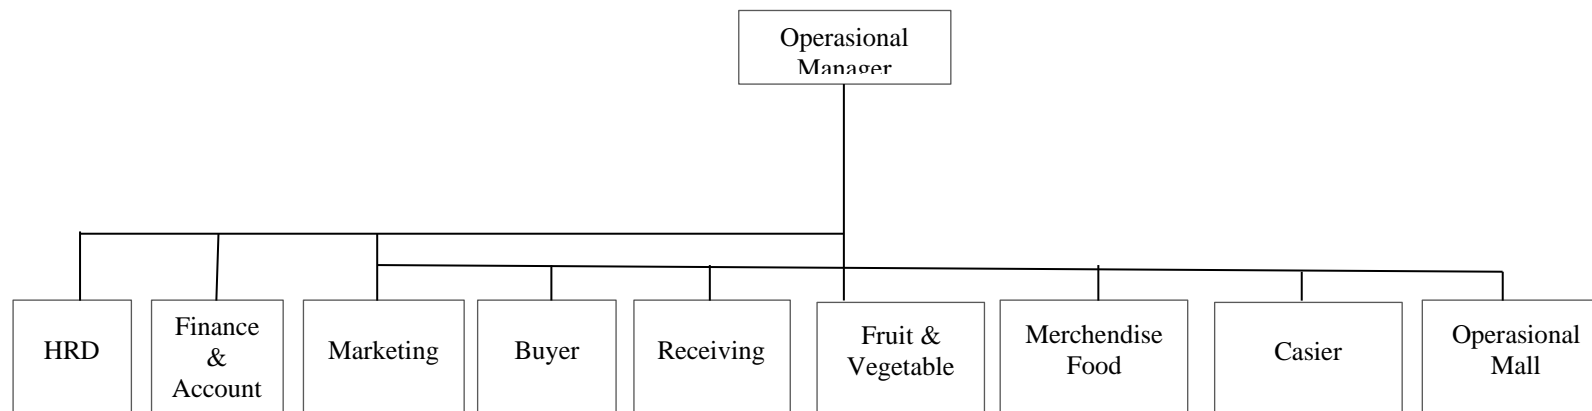 Operasional
Manager
HRD
Finance
&
Account
Marketing
Buyer
Receiving
Fruit &
Vegetable
Merchendise
Food
Casier
Operasional
Mall